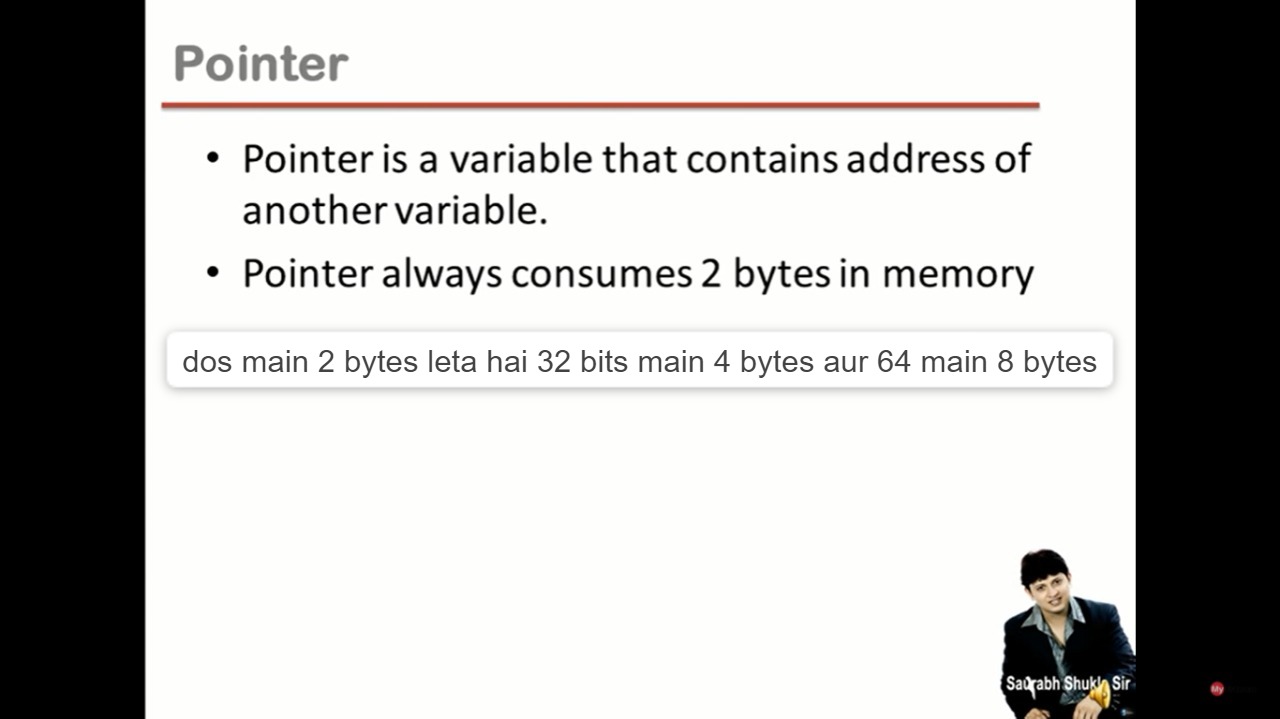 Pointer
• Pointer is a variable that contains address of
another variable.
• Pointer always consumes 2 bytes in memory
dos main 2 bytes leta hai 32 bits main 4 bytes aur 64 main 8 bytes
Saurabh Shukla Sir
My